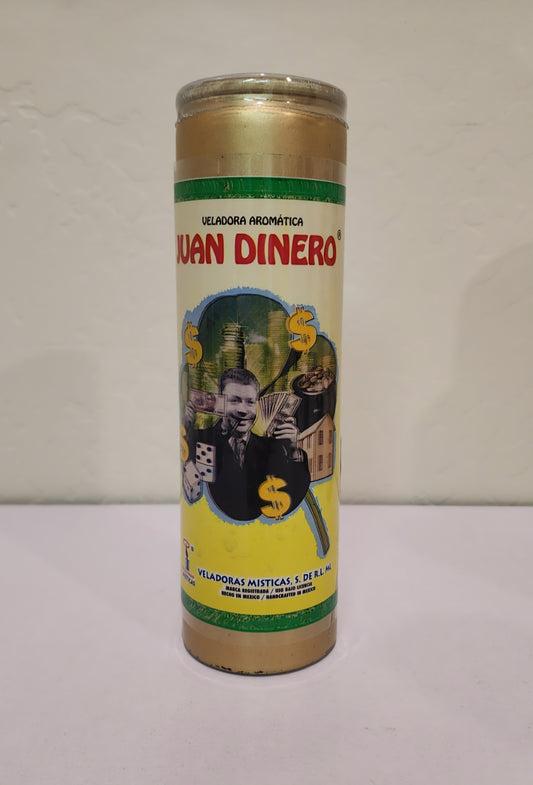 VELADORA AROMÁTICA
JUAN DINERO®
$ $
$ $
VELADORAS MISTICAS, S. DE R.L. MI.
MARCA REGISTRADA / USO BAJO LICENCIA
HECHO EN MEXICO / HANDCRAFTED IN MEXICO